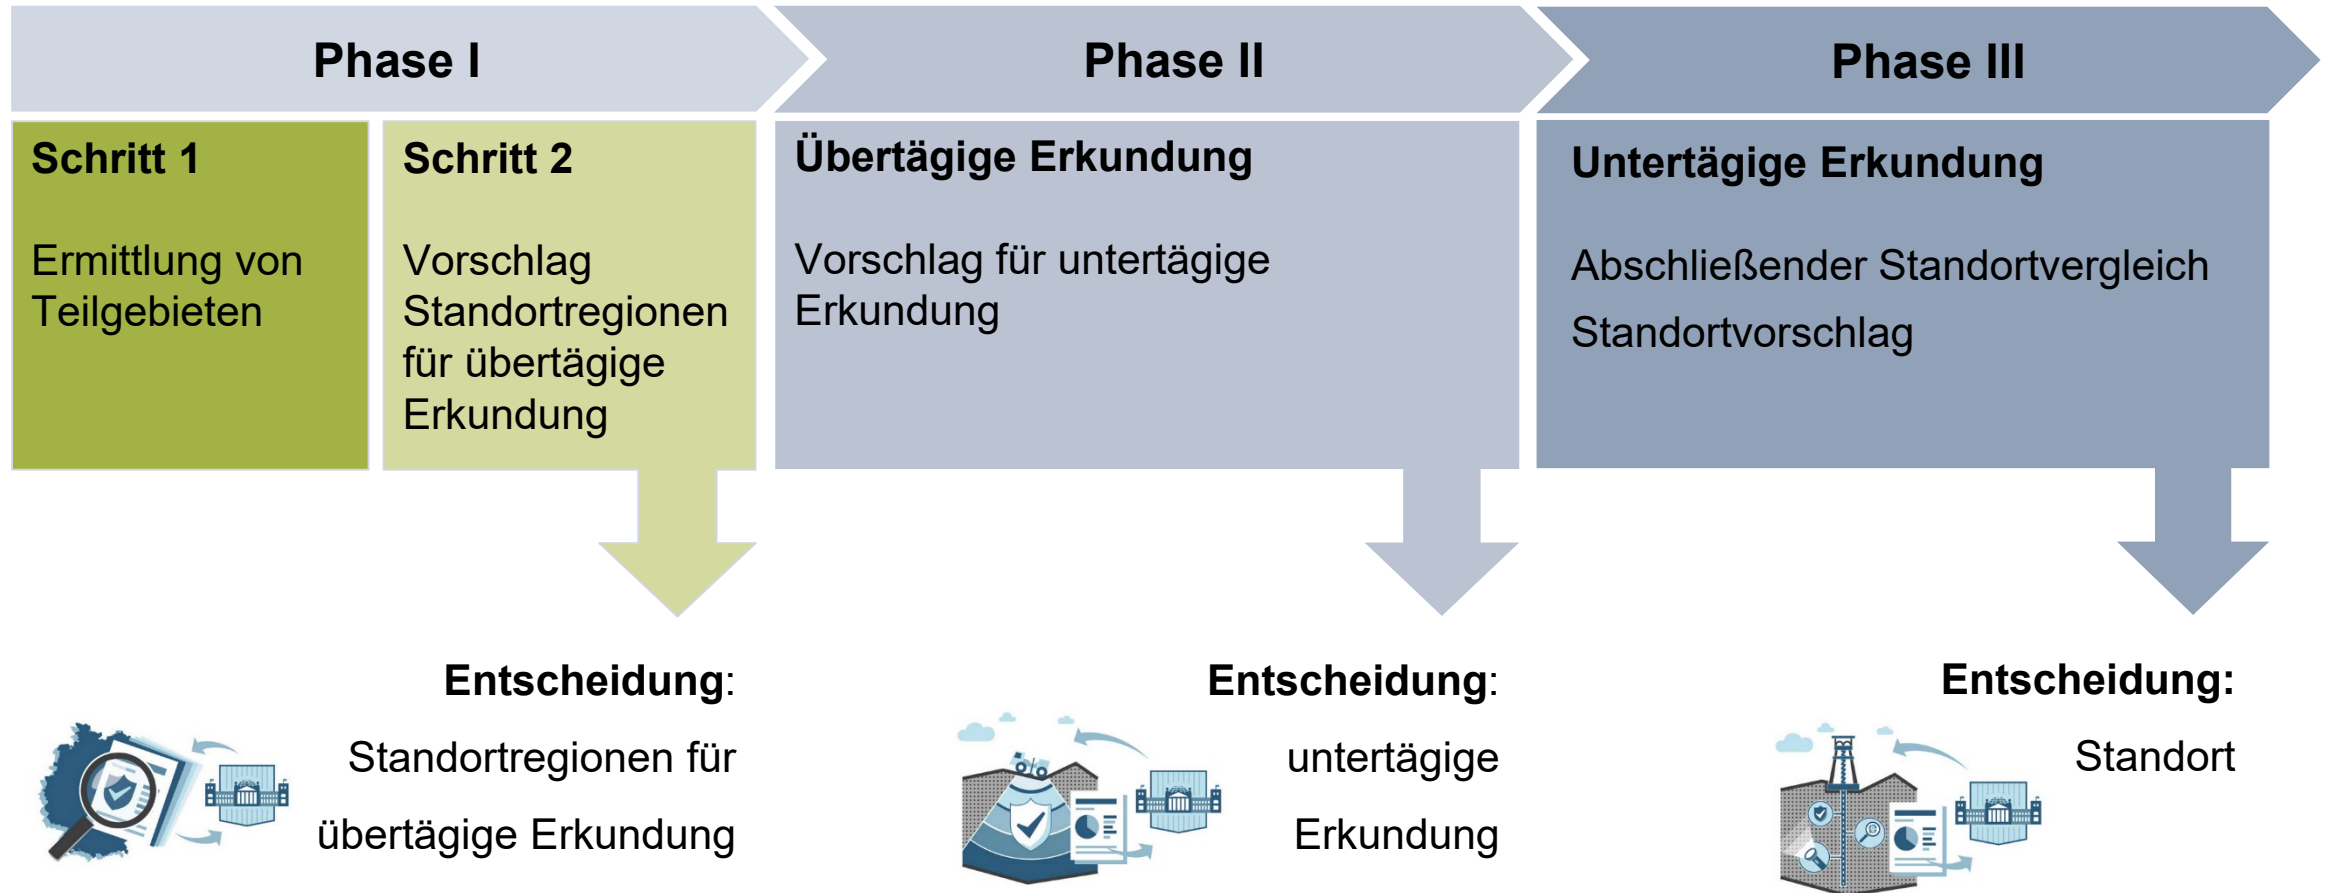 Phase I
Phase II
Phase III
Schritt 1
Ermittlung von
Teilgebieten
Schritt 2
Vorschlag
Standortregionen
für übertägige
Erkundung
Übertägige Erkundung
Vorschlag für untertägige
Erkundung
Untertägige Erkundung
Abschließender Standortvergleich
Standortvorschlag
Entscheidung:
Standortregionen für
übertägige Erkundung
Entscheidung:
untertägige
Erkundung
Entscheidung:
Standort